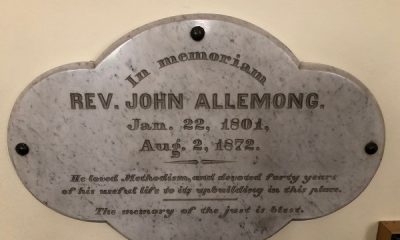 In memoriam
REV. JOHN ALLEMONG.
Jan. 22, 1801,
Aug. 2, 1872.
He loved Methodism, and devoted forty years
of his useful life to its upbuilding in this place.
The memory of the just is blest.